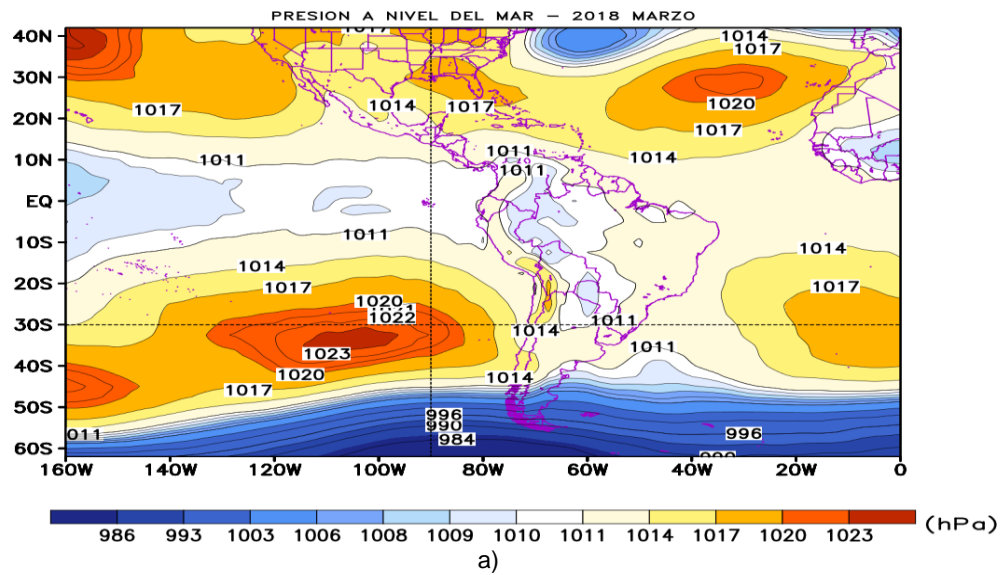 PRESION A NIVEL DEL MAR – 2018 MARZO
40N
30N
20N
10N
EQ
10S
20S
30S
40S
50S
60S
1017
1014
1017
1020
1017
1014
1017
1017
1014
1011
1011
1011
1011
1014
1017
1020
1022
1023
1020
1017
1014
1014
1011
1011
1014
1017
011
996
990
984
996
160W 140W 120W 100W 80W 60W 40W 20W 0
986 993 1003 1006 1008 1009 1010 1011 1014 1017 1020 1023 (hPa)
a)